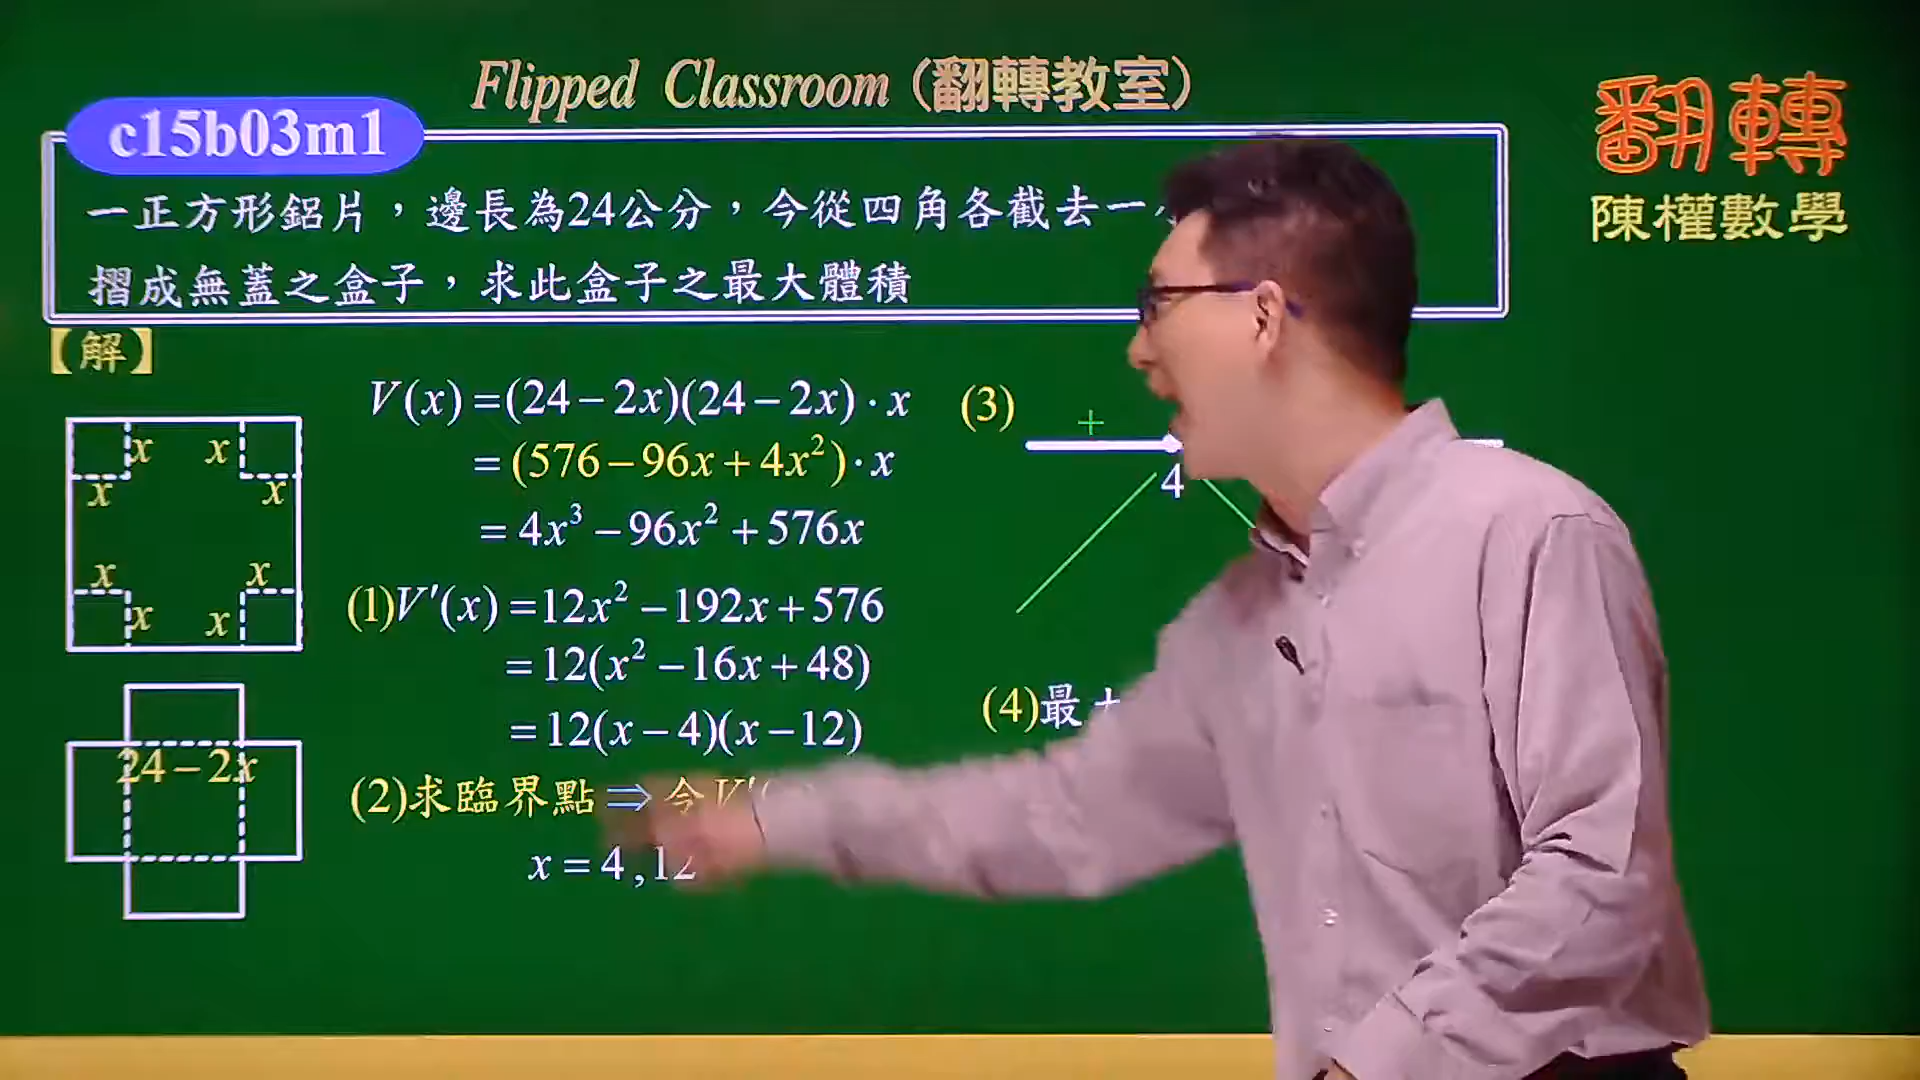 Flipped Classroom (翻轉教室)
翻轉
陳權數學
c15b03m1
一正方形鋁片，邊長為24公分，今從四角各截去一
摺成無蓋之盒子，求此盒子之最大體積
【解】
x x
x x
x x
x x
24−2x
V(x) =(24−2x)(24−2x)·x
=(576−96x+4x²)·x
=4x³−96x²+576x
(1)V′(x)=12x²−192x+576
=12(x²−16x+48)
=12(x−4)(x−12)
(2)求臨界點⇒令V′(
x=4,12
(3)
+
4
(4)最